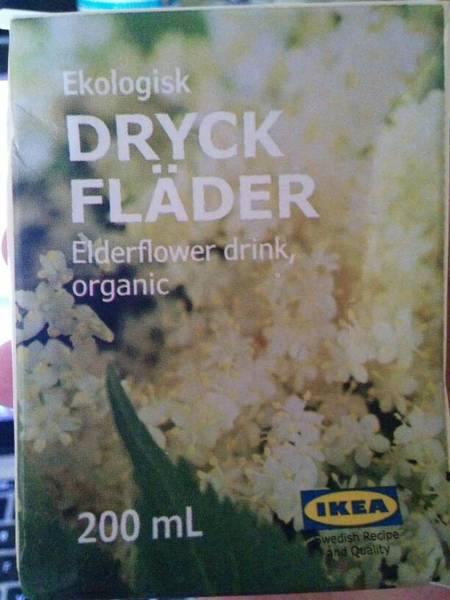 Ekologisk
DRYCK
FLÄDER
Elderflower drink,
organic
200 mL
IKEA
Swedish Recipe
and Quality